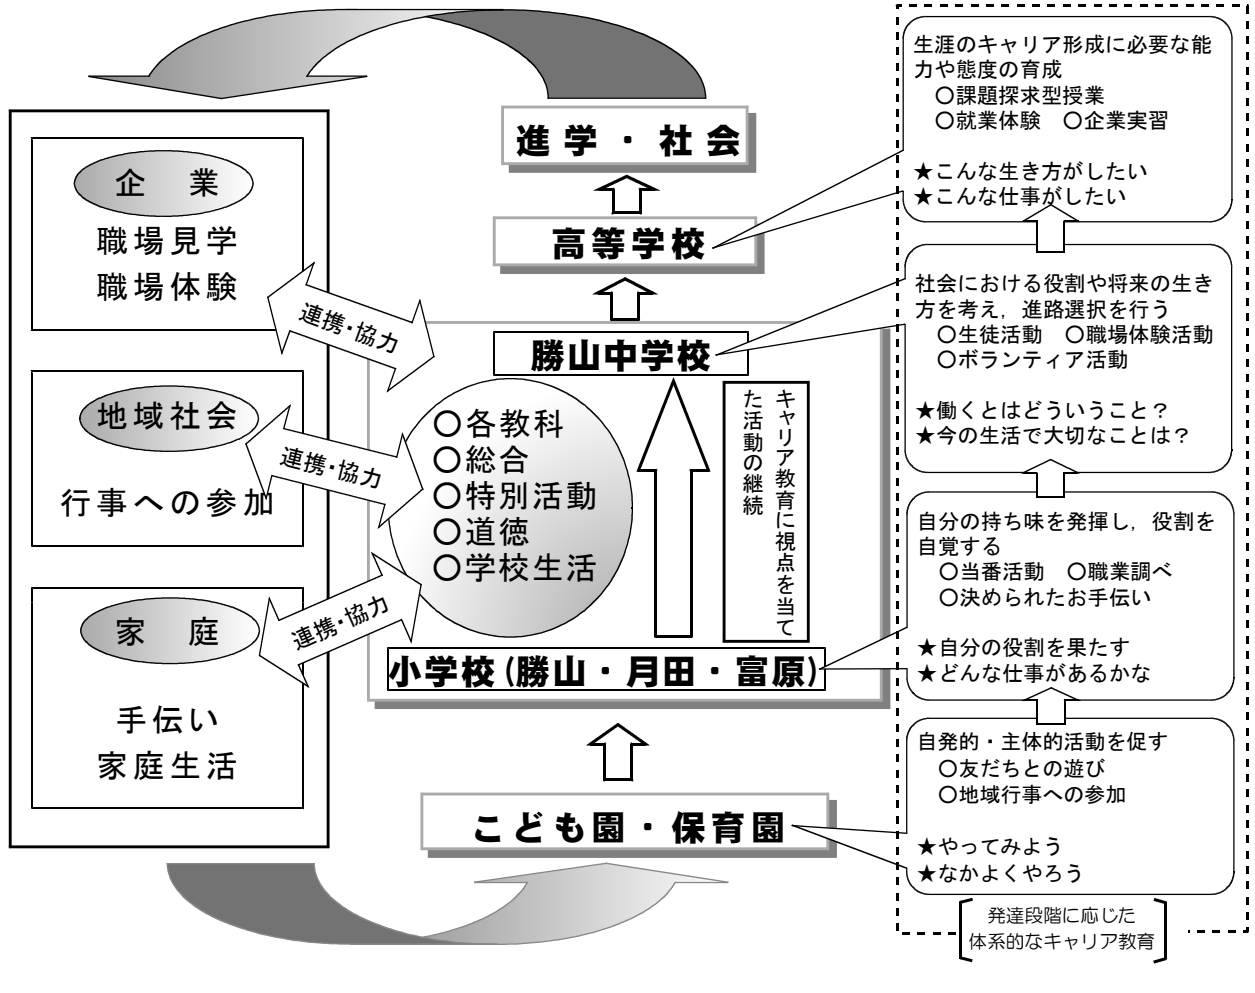 進学・社会
高等学校
勝山中学校
小学校(勝山・月田・富原)
こども園・保育園
企　業
職場見学
職場体験
地域社会
行事への参加
家　庭
手伝い
家庭生活
連携・協力
連携・協力
連携・協力
〇各教科
〇総合
〇特別活動
〇道徳
〇学校生活
キャリア教育に視点を当て
た活動の継続
生涯のキャリア形成に必要な能
力や態度の育成
〇課題探求型授業
〇就業体験　〇企業実習
★こんな生き方がしたい
★こんな仕事がしたい
社会における役割や将来の生き
方を考え，進路選択を行う
〇生徒活動　〇職場体験活動
〇ボランティア活動
★働くとはどういうこと？
★今の生活で大切なことは？
自分の持ち味を発揮し，役割を
自覚する
〇当番活動　〇職業調べ
〇決められたお手伝い
★自分の役割を果たす
★どんな仕事があるかな
自発的・主体的活動を促す
〇友だちとの遊び
〇地域行事への参加
★やってみよう
★なかよくやろう
発達段階に応じた
体系的なキャリア教育